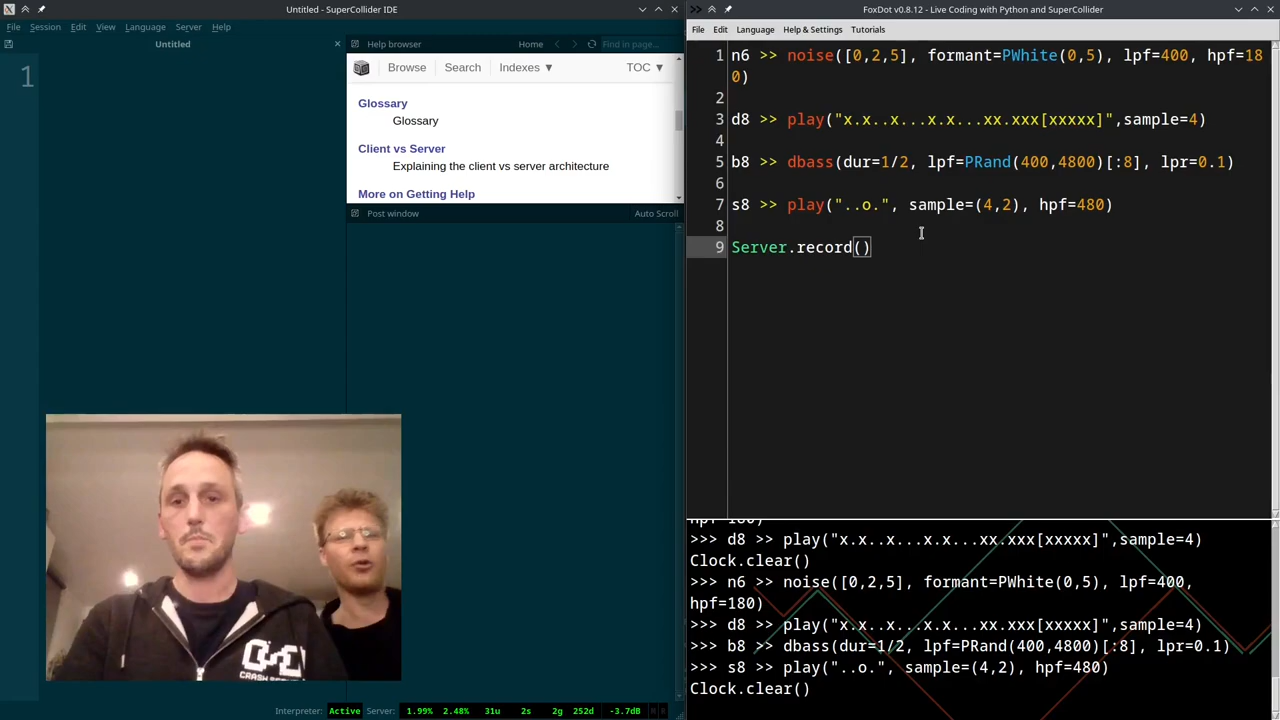 Untitled - SuperCollider IDE
File Session Edit View Language Server Help
Untitled
1
Help browser Home Find in page...
Browse Search Indexes ▼ TOC ▼
Glossary
Glossary
Client vs Server
Explaining the client vs server architecture
More on Getting Help
Post window Auto Scroll
CRASH SERVER
Interpreter: Active Server: 1.99% 2.48% 31u 2s 2g 252d -3.7dB M R
FoxDot v0.8.12 - Live Coding with Python and SuperCollider
File Edit Language Help & Settings Tutorials
1 n6 >> noise([0,2,5], formant=PWhite(0,5), lpf=400, hpf=18
0)
2
3 d8 >> play("x.x..x...x.x...xx.xxx[xxxxx]",sample=4)
4
5 b8 >> dbass(dur=1/2, lpf=PRand(400,4800)[:8], lpr=0.1)
6
7 s8 >> play("..o.", sample=(4,2), hpf=480)
8
9 Server.record()
hpf=180)
>>> d8 >> play("x.x..x...x.x...xx.xxx[xxxxx]",sample=4)
Clock.clear()
>>> n6 >> noise([0,2,5], formant=PWhite(0,5), lpf=400,
hpf=180)
>>> d8 >> play("x.x..x...x.x...xx.xxx[xxxxx]",sample=4)
>>> b8 >> dbass(dur=1/2, lpf=PRand(400,4800)[:8], lpr=0.1)
>>> s8 >> play("..o.", sample=(4,2), hpf=480)
Clock.clear()